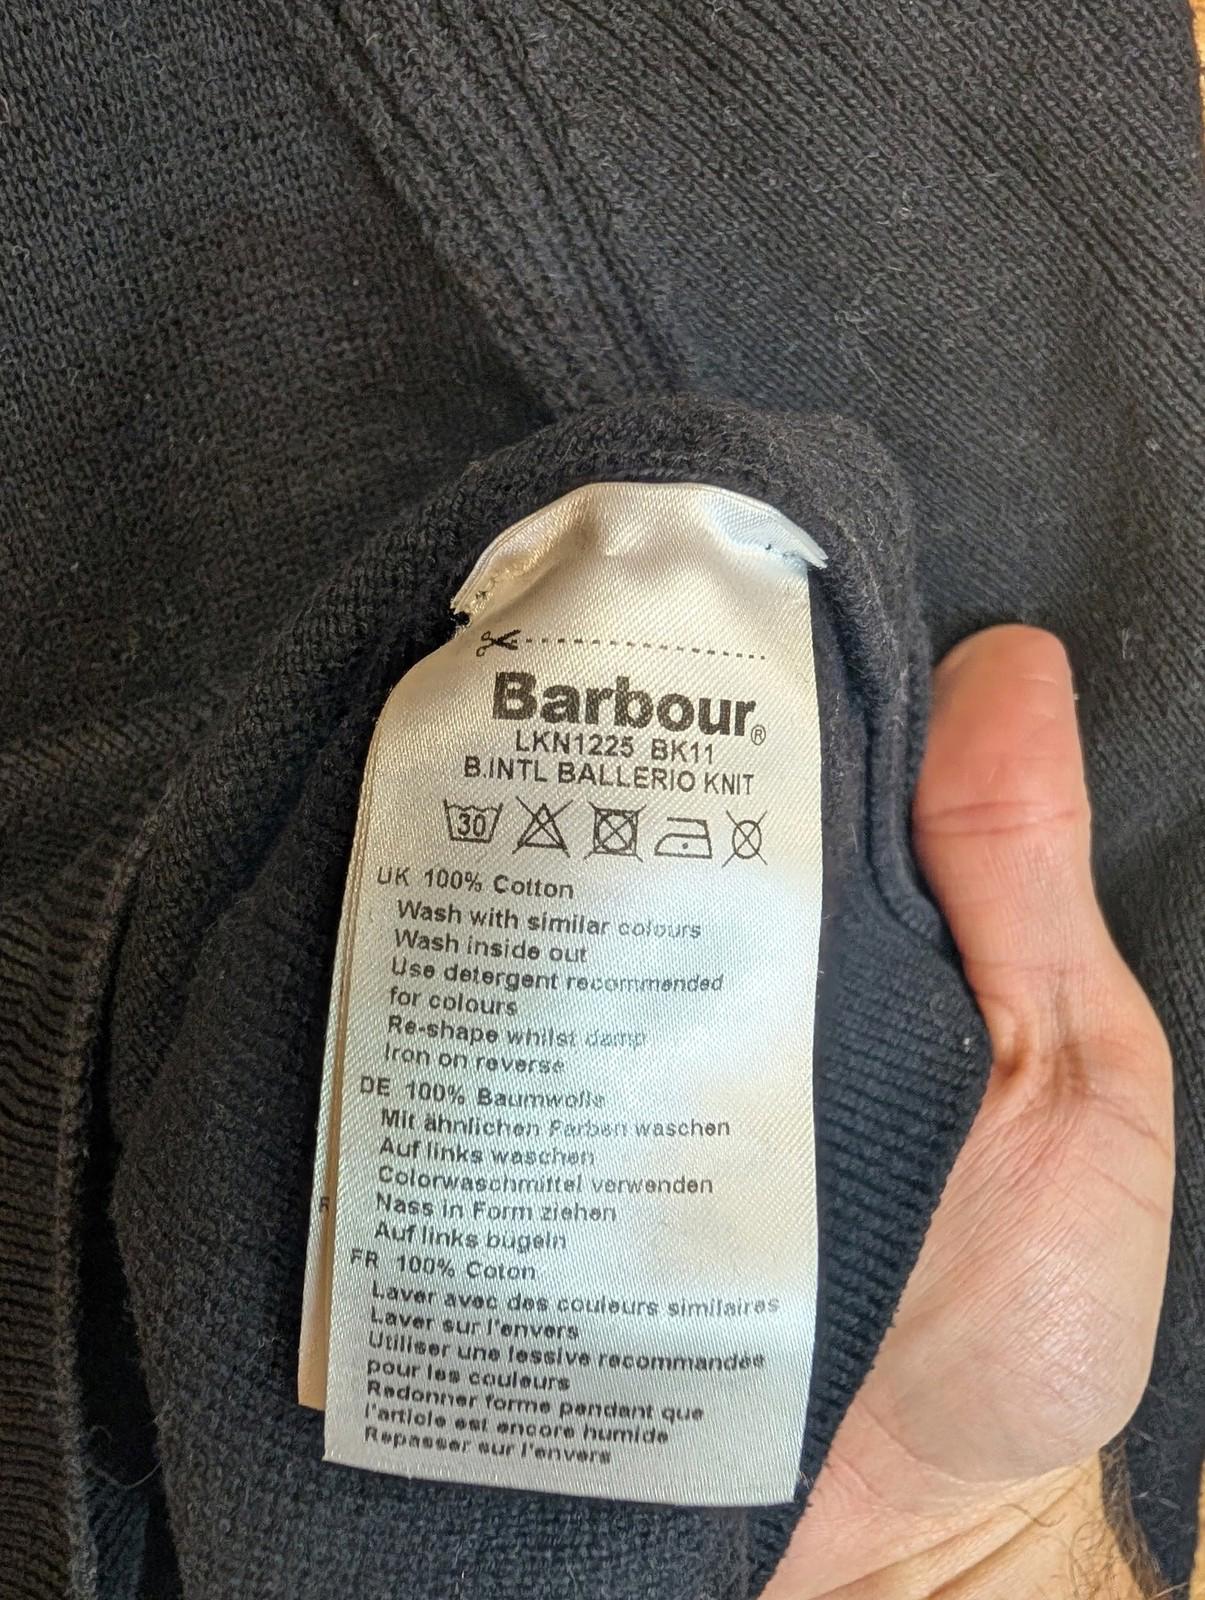 Barbour®
LKN1225 BK11
B.INTL BALLERIO KNIT
30
UK 100% Cotton
Wash with similar colours
Wash inside out
Use detergent recommended
for colours
Re-shape whilst damp
Iron on reverse
DE 100% Baumwolle
Mit ähnlichen Farben waschen
Auf links waschen
Colorwaschmittel verwenden
Nass in Form ziehen
Auf links bugeln
FR 100% Coton
Laver avec des couleurs similaires
Laver sur l'envers
Utiliser une lessive recommandée
pour les couleurs
Redonner forme pendant que
l'article est encore humide
Repasser sur l'envers
R